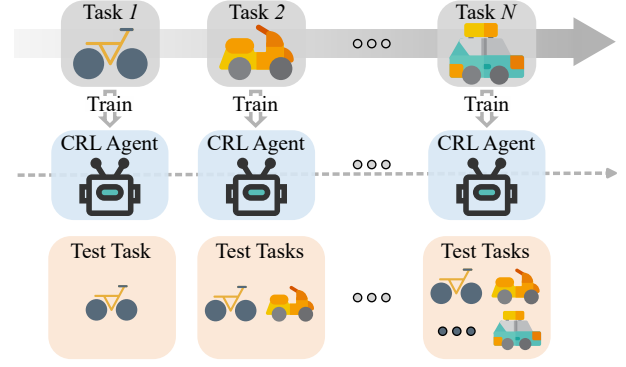 Task 1
Task 2
Task N
Train
Train
Train
CRL Agent
CRL Agent
CRL Agent
Test Task
Test Tasks
Test Tasks